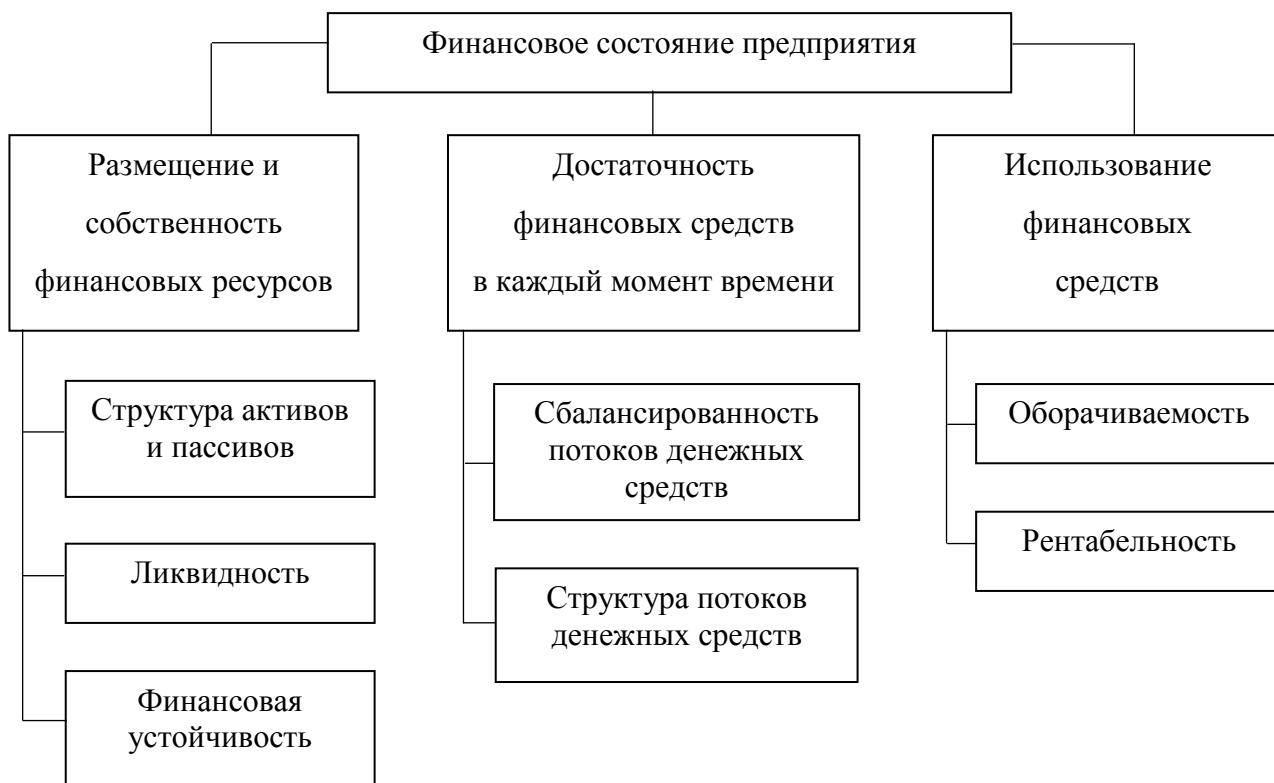 Финансовое состояние предприятия
Размещение и
собственность
финансовых ресурсов
Достаточность
финансовых средств
в каждый момент времени
Использование
финансовых
средств
Структура активов
и пассивов
Ликвидность
Финансовая
устойчивость
Сбалансированность
потоков денежных
средств
Структура потоков
денежных средств
Оборачиваемость
Рентабельность